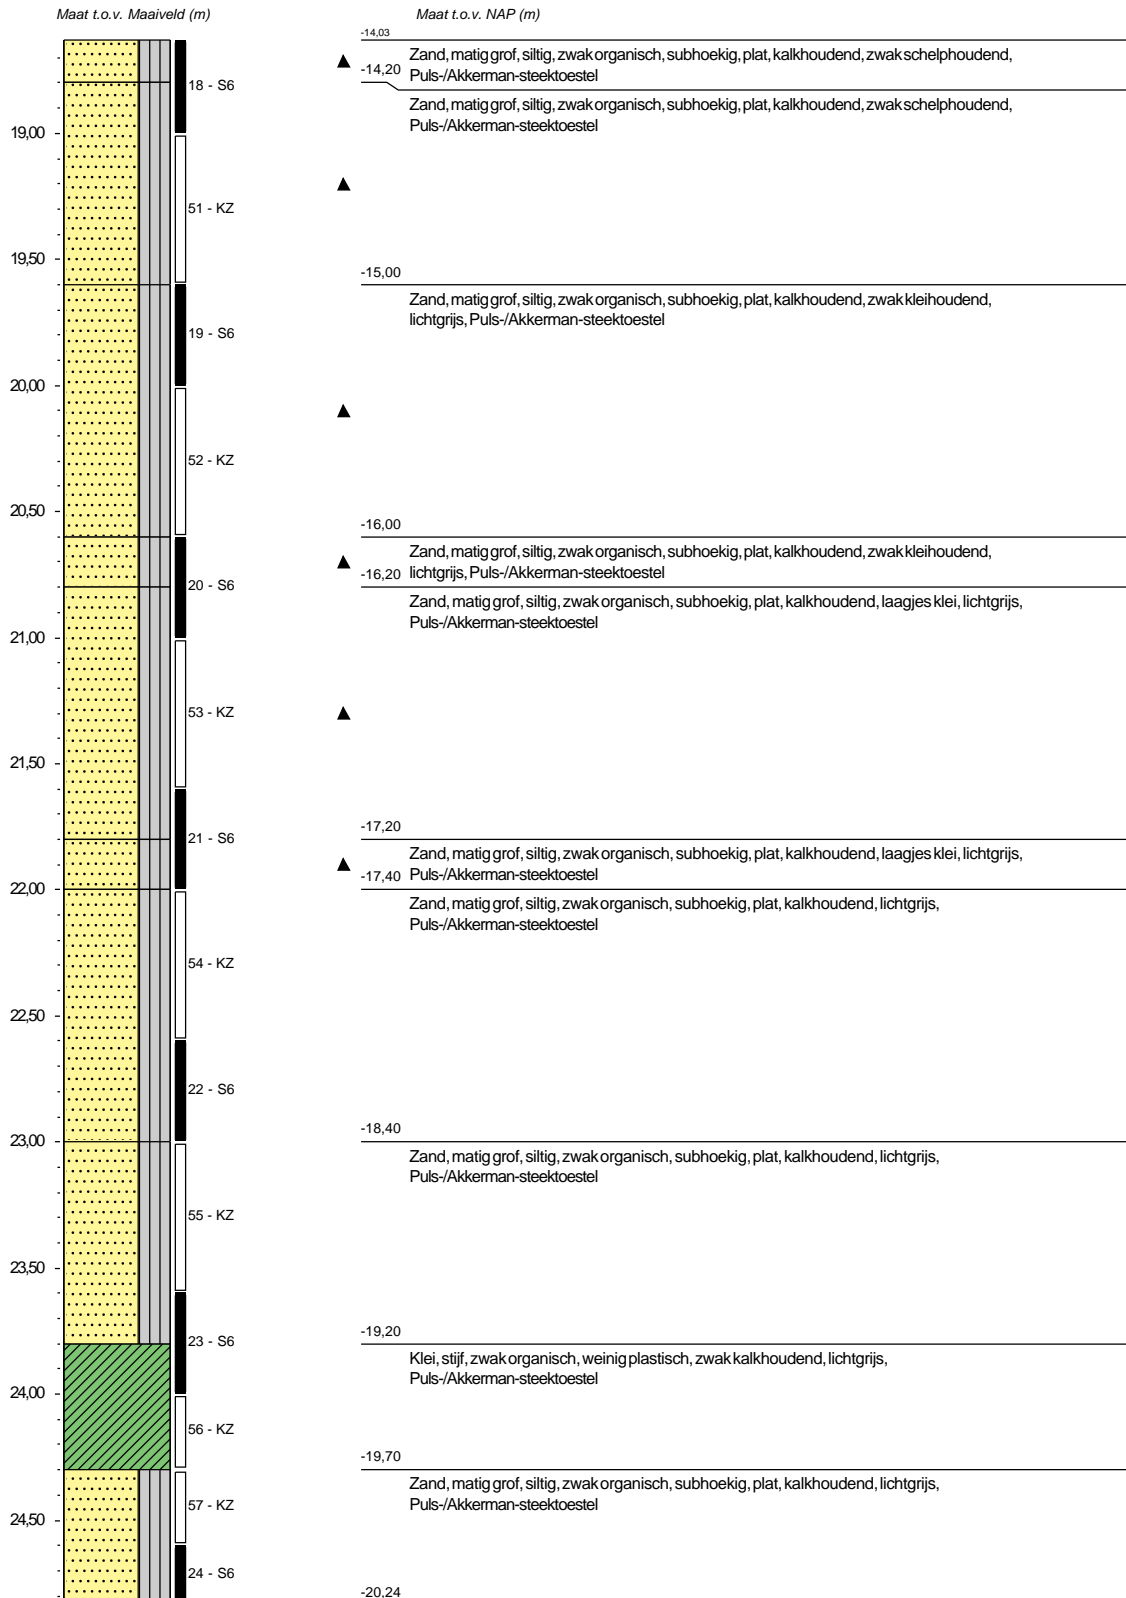 Maat t.o.v. Maaiveld (m)
Maat t.o.v. NAP (m)
-14,03
Zand, matig grof, siltig, zwak organisch, subhoekig, plat, kalkhoudend, zwak schelphoudend,
-14,20 Puls-/Akkerman-steektoestel
18 - S6
Zand, matig grof, siltig, zwak organisch, subhoekig, plat, kalkhoudend, zwak schelphoudend,
Puls-/Akkerman-steektoestel
19,00
51 - KZ
19,50
-15,00
Zand, matig grof, siltig, zwak organisch, subhoekig, plat, kalkhoudend, zwak kleihoudend,
lichtgrijs, Puls-/Akkerman-steektoestel
19 - S6
20,00
52 - KZ
20,50
-16,00
Zand, matig grof, siltig, zwak organisch, subhoekig, plat, kalkhoudend, zwak kleihoudend,
-16,20 lichtgrijs, Puls-/Akkerman-steektoestel
20 - S6
Zand, matig grof, siltig, zwak organisch, subhoekig, plat, kalkhoudend, laagjes klei, lichtgrijs,
Puls-/Akkerman-steektoestel
21,00
53 - KZ
21,50
-17,20
21 - S6
Zand, matig grof, siltig, zwak organisch, subhoekig, plat, kalkhoudend, laagjes klei, lichtgrijs,
-17,40 Puls-/Akkerman-steektoestel
22,00
Zand, matig grof, siltig, zwak organisch, subhoekig, plat, kalkhoudend, lichtgrijs,
Puls-/Akkerman-steektoestel
54 - KZ
22,50
22 - S6
-18,40
23,00
Zand, matig grof, siltig, zwak organisch, subhoekig, plat, kalkhoudend, lichtgrijs,
Puls-/Akkerman-steektoestel
55 - KZ
23,50
-19,20
23 - S6
Klei, stijf, zwak organisch, weinig plastisch, zwak kalkhoudend, lichtgrijs,
Puls-/Akkerman-steektoestel
24,00
56 - KZ
-19,70
Zand, matig grof, siltig, zwak organisch, subhoekig, plat, kalkhoudend, lichtgrijs,
Puls-/Akkerman-steektoestel
57 - KZ
24,50
24 - S6
-20,24